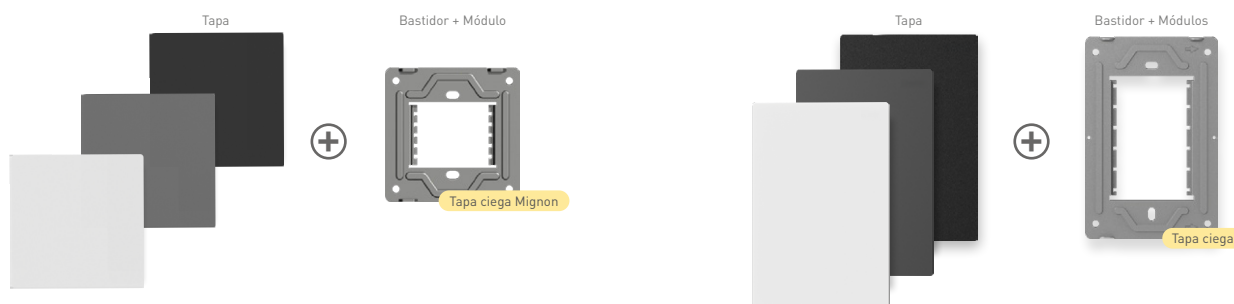 Tapa
Bastidor + Módulo
Tapa ciega Mignon
Tapa
Bastidor + Módulos
Tapa ciega